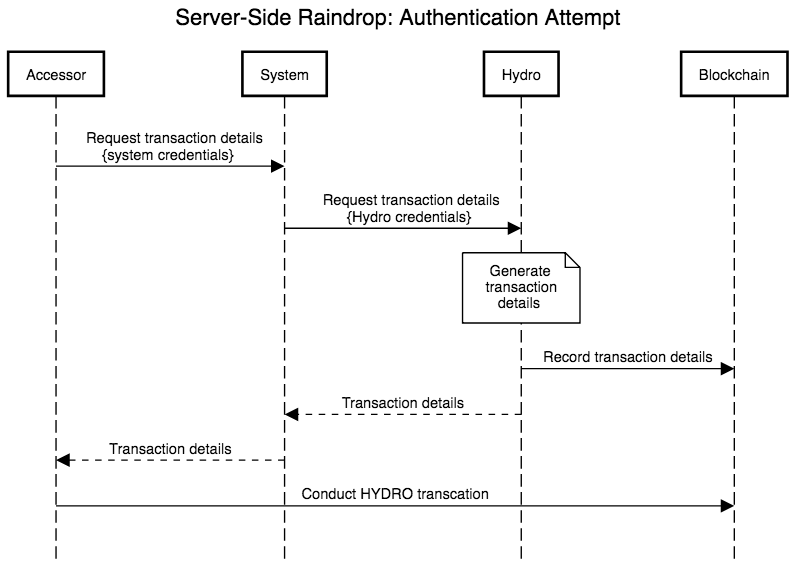 Server-Side Raindrop: Authentication Attempt
Accessor
System
Hydro
Blockchain
Request transaction details
{system credentials}
Request transaction details
{Hydro credentials}
Generate
transaction
details
Record transaction details
Transaction details
Transaction details
Conduct HYDRO transcation